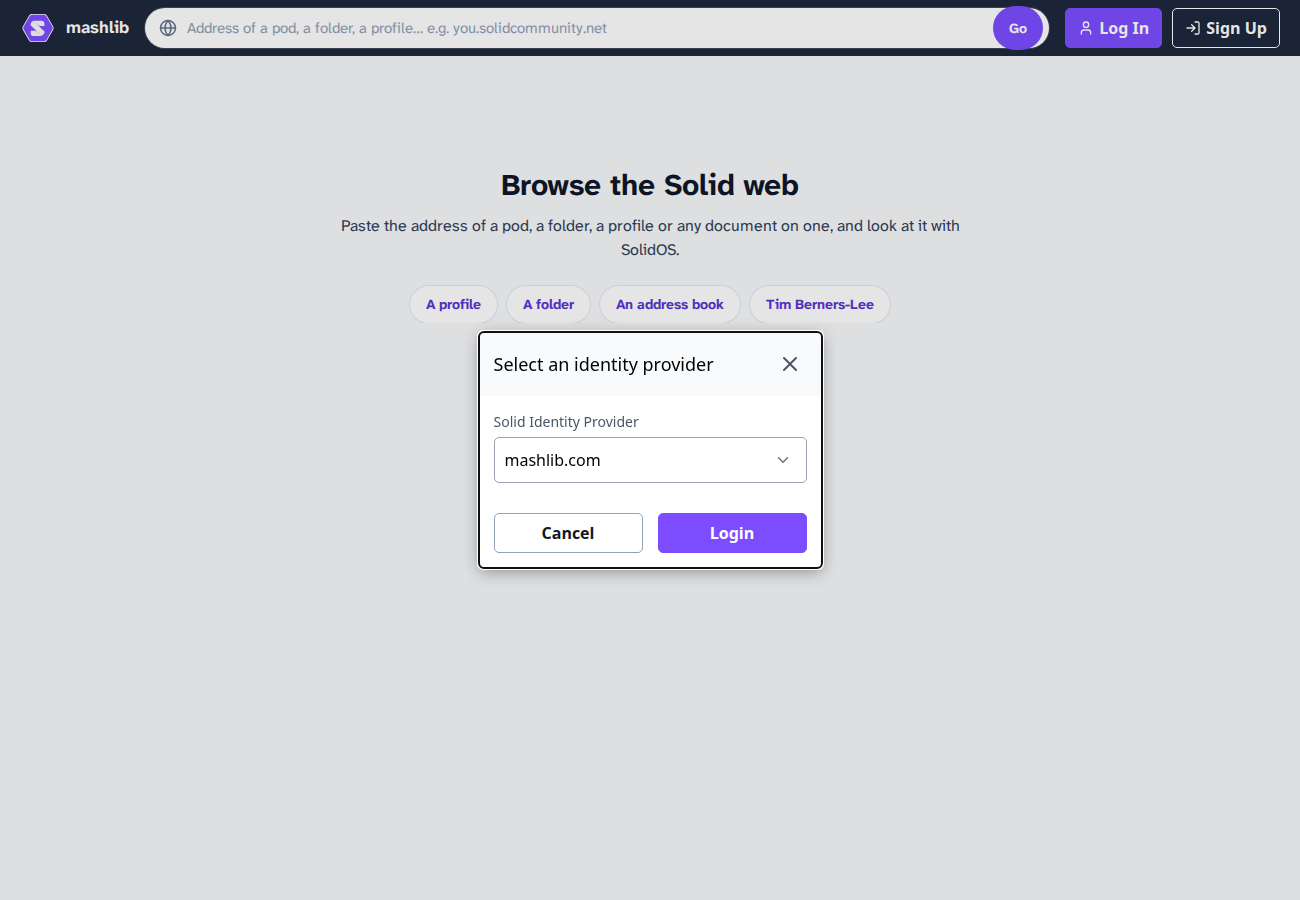 mashlib
Address of a pod, a folder, a profile... e.g. you.solidcommunity.net
Go
Log In
Sign Up
Browse the Solid web
Paste the address of a pod, a folder, a profile or any document on one, and look at it with
SolidOS.
A profile
A folder
An address book
Tim Berners-Lee
Select an identity provider
Solid Identity Provider
mashlib.com
Cancel
Login